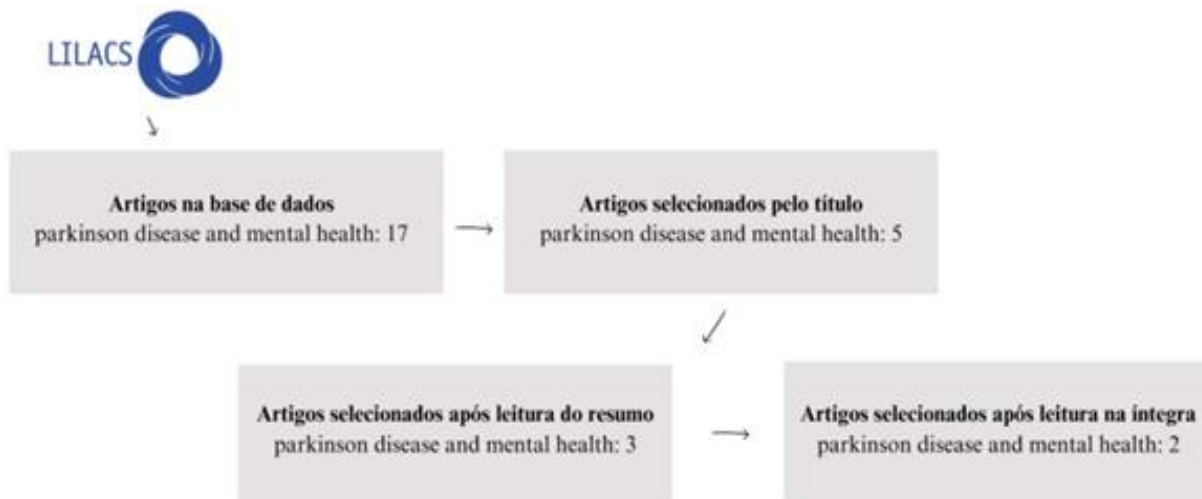 LILACS
Artigos na base de dados
parkinson disease and mental health: 17
Artigos selecionados pelo título
parkinson disease and mental health: 5
Artigos selecionados após leitura do resumo
parkinson disease and mental health: 3
Artigos selecionados após leitura na íntegra
parkinson disease and mental health: 2